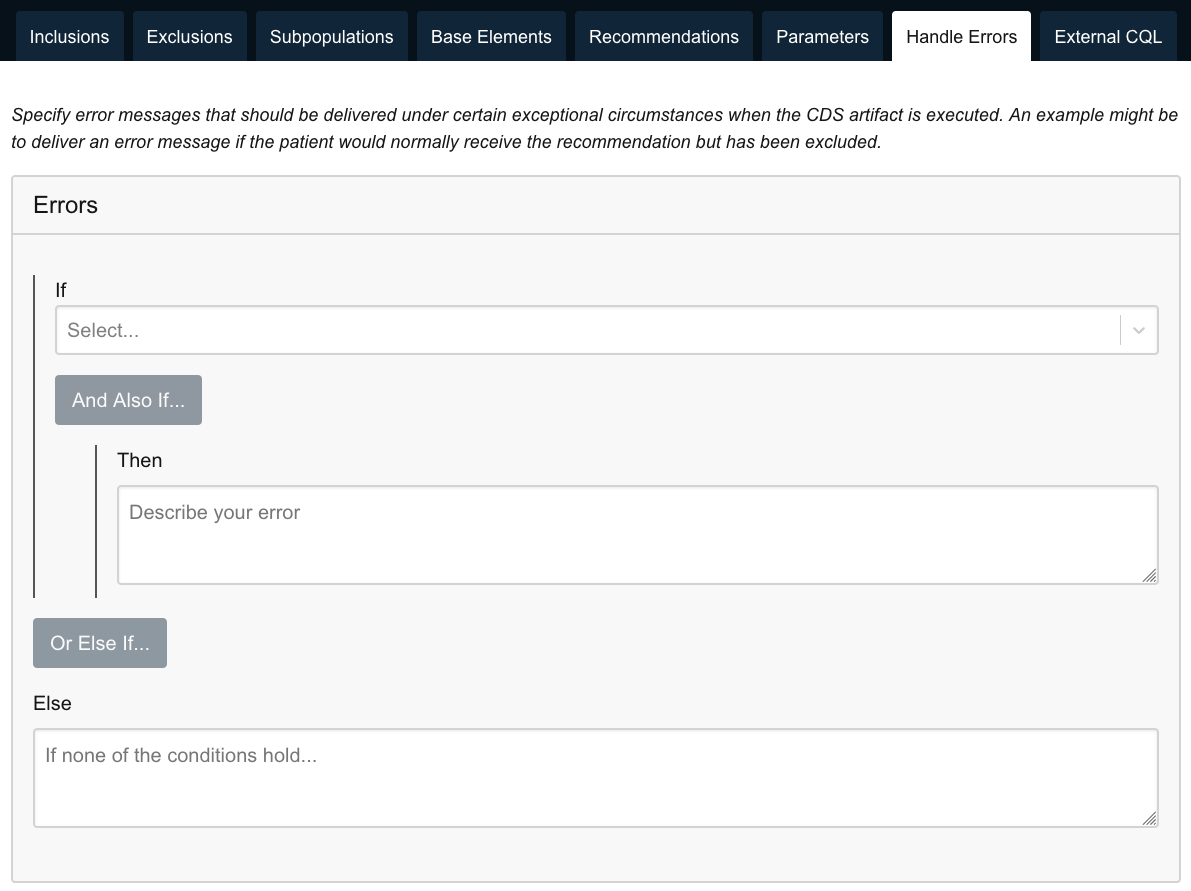 Inclusions Exclusions Subpopulations Base Elements Recommendations Parameters Handle Errors External CQL
Specify error messages that should be delivered under certain exceptional circumstances when the CDS artifact is executed. An example might be
to deliver an error message if the patient would normally receive the recommendation but has been excluded.
Errors
If
Select...
And Also If...
Then
Describe your error
Or Else If...
Else
If none of the conditions hold...